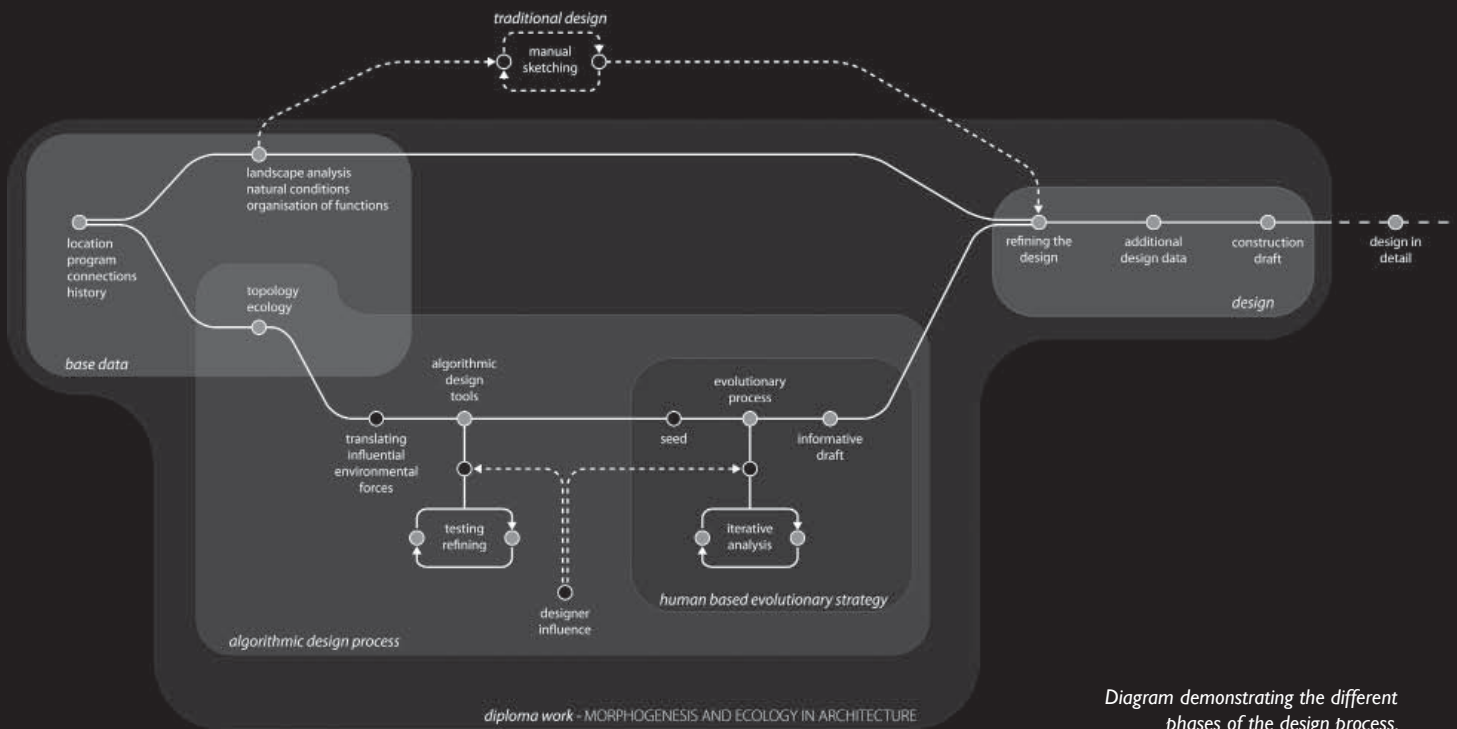 traditional design
manual
sketching
landscape analysis
natural conditions
organisation of functions
location
program
connections
history
topology
ecology
base data
refining the
design
additional
design data
construction
draft
design in
detail
design
algorithmic
design
tools
evolutionary
process
translating
influential
environmental
forces
seed
informative
draft
testing
refining
iterative
analysis
designer
influence
human based evolutionary strategy
algorithmic design process
diploma work - MORPHOGENESIS AND ECOLOGY IN ARCHITECTURE
Diagram demonstrating the different
phases of the design process.